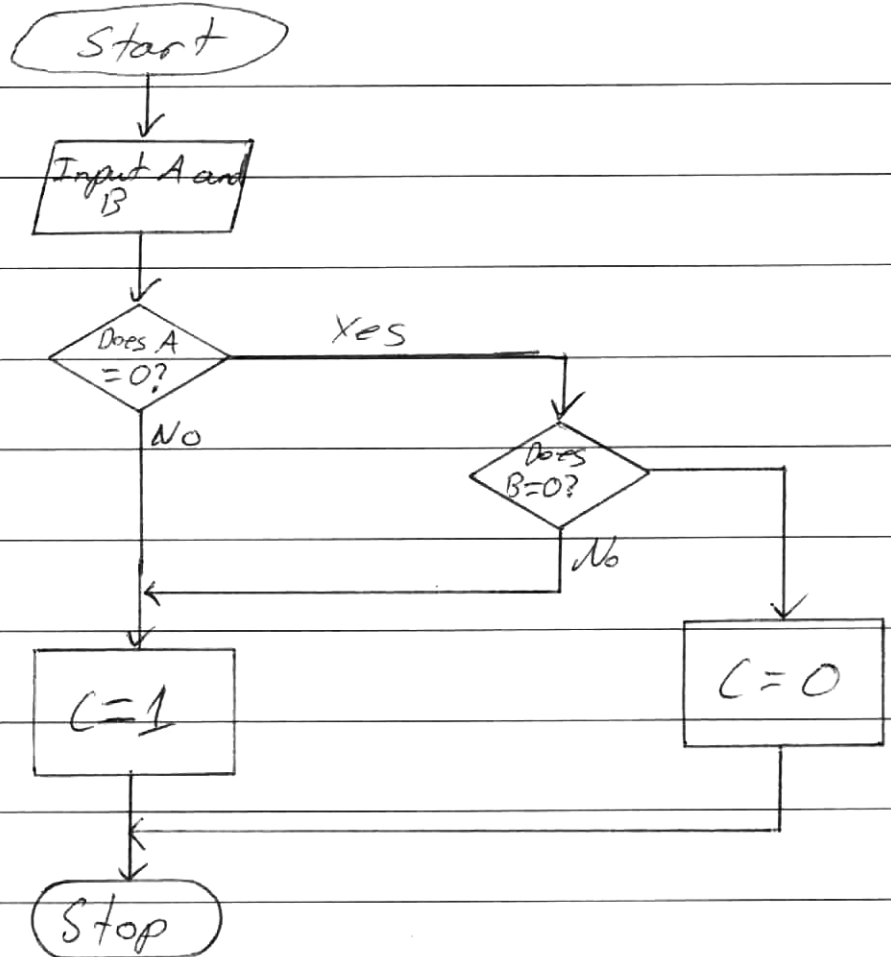 Start
Input A and
B
Does A
=0?
Yes
No
Does
B=0?
No
C=1
C=0
Stop